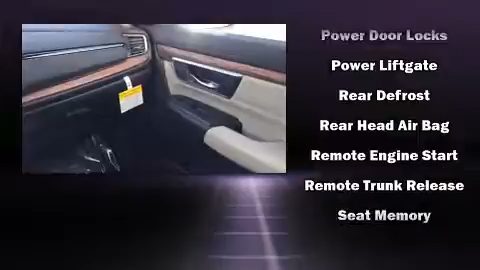 Power Door Locks
Power Liftgate
Rear Defrost
Rear Head Air Bag
Remote Engine Start
Remote Trunk Release
Seat Memory